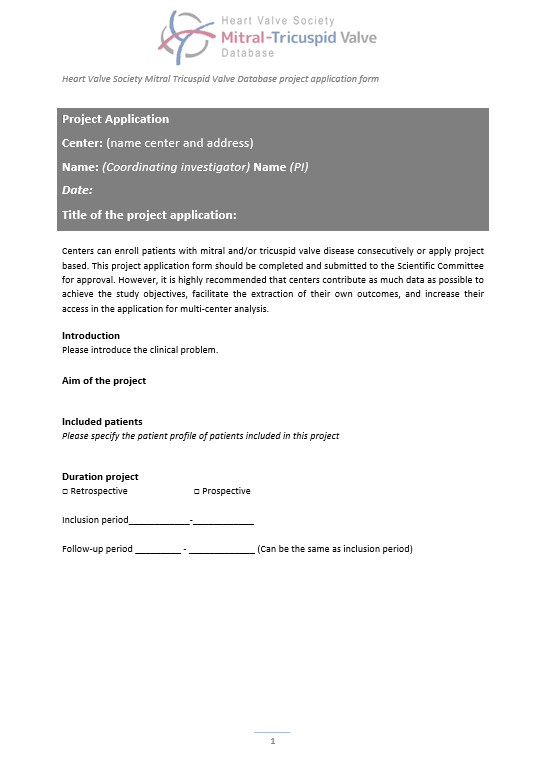 Heart Valve Society
Mitral-Tricuspid Valve
Database
Heart Valve Society Mitral Tricuspid Valve Database project application form
Project Application
Center: (name center and address)
Name: (Coordinating investigator) Name (PI)
Date:
Title of the project application:
Centers can enroll patients with mitral and/or tricuspid valve disease consecutively or apply project
based. This project application form should be completed and submitted to the Scientific Committee
for approval. However, it is highly recommended that centers contribute as much data as possible to
achieve the study objectives, facilitate the extraction of their own outcomes, and increase their
access in the application for multi-center analysis.
Introduction
Please introduce the clinical problem.
Aim of the project
Included patients
Please specify the patient profile of patients included in this project
Duration project
□ Retrospective □ Prospective
Inclusion period____________-____________
Follow-up period _________ - _____________ (Can be the same as inclusion period)
1